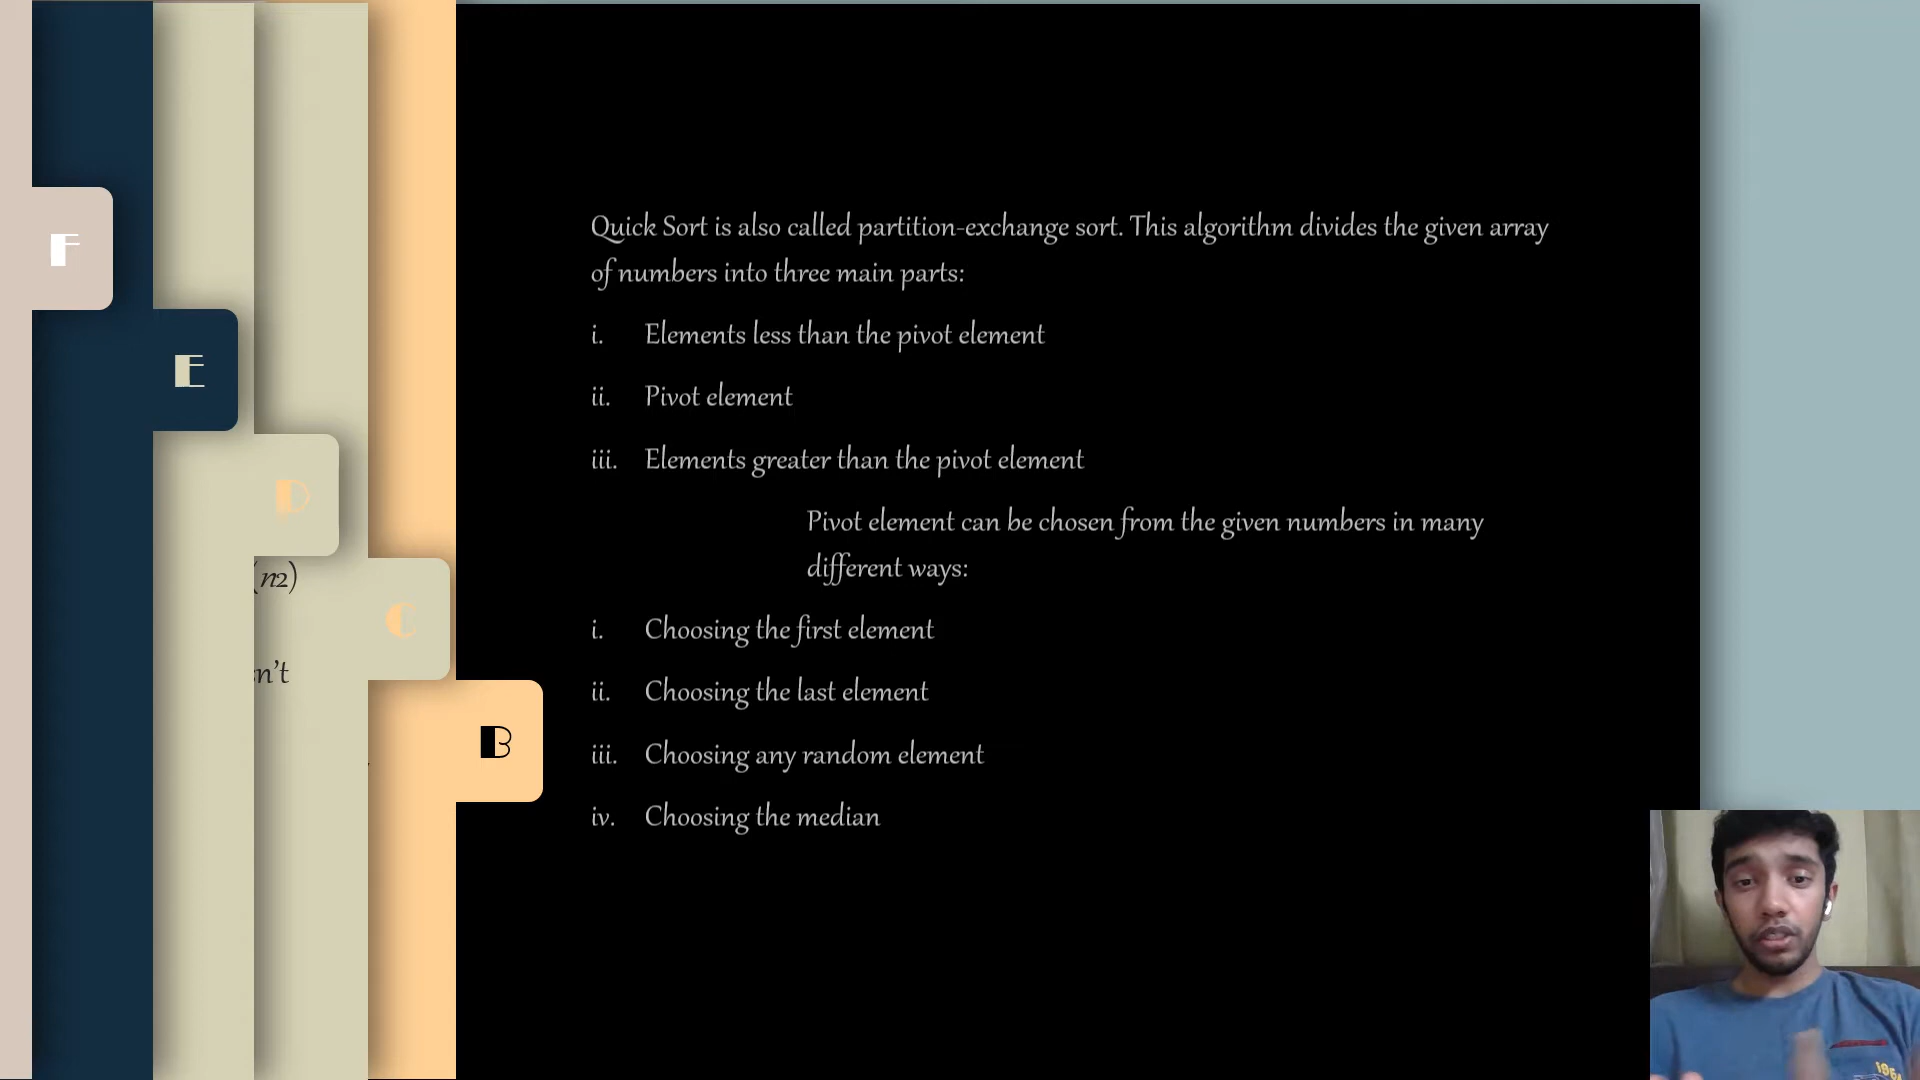 Quick Sort is also called partition-exchange sort. This algorithm divides the given array
of numbers into three main parts:
i. Elements less than the pivot element
ii. Pivot element
iii. Elements greater than the pivot element
Pivot element can be chosen from the given numbers in many
different ways:
i. Choosing the first element
ii. Choosing the last element
iii. Choosing any random element
iv. Choosing the median
F
E
D
(n2)
C
n't
B